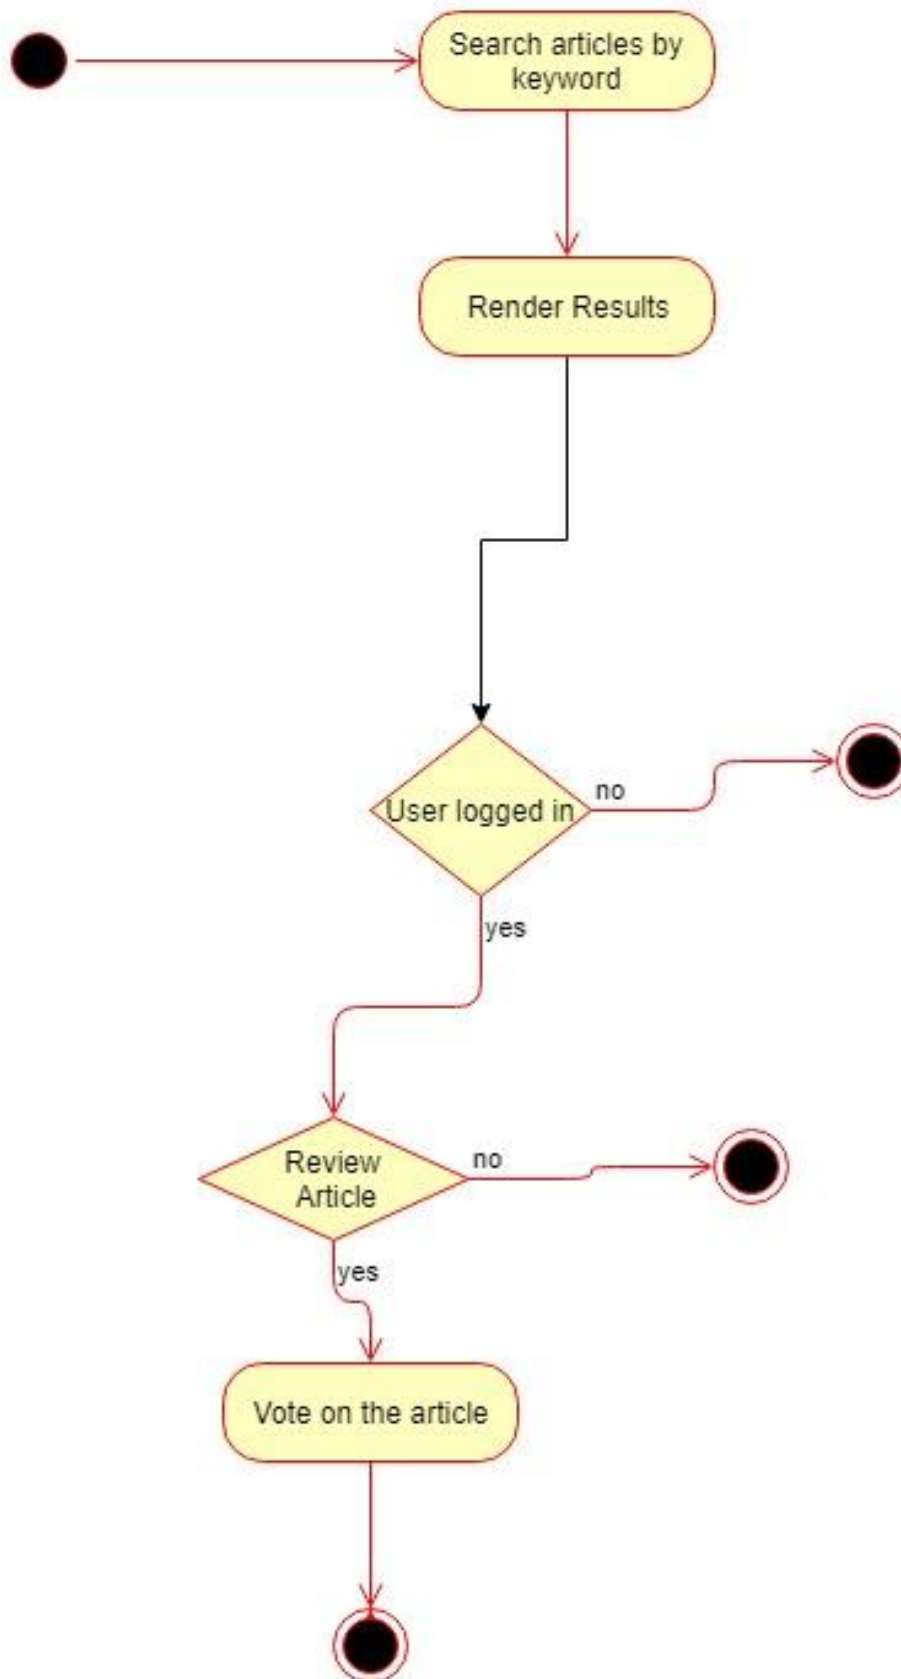 Search articles by
keyword
Render Results
User logged in
no
yes
Review
Article
no
yes
Vote on the article